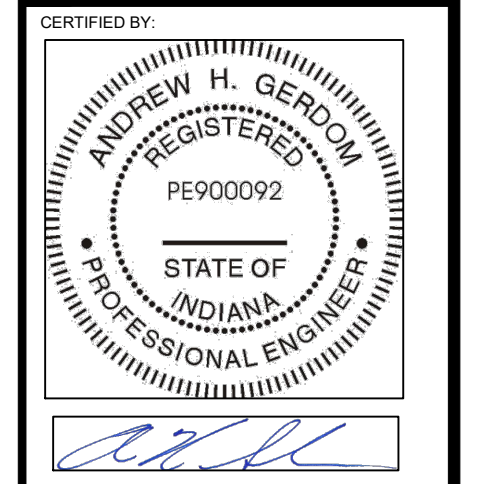 CERTIFIED BY:
ANDREW H. GERDOM
REGISTERED
PE900092
STATE OF
INDIANA
PROFESSIONAL ENGINEER